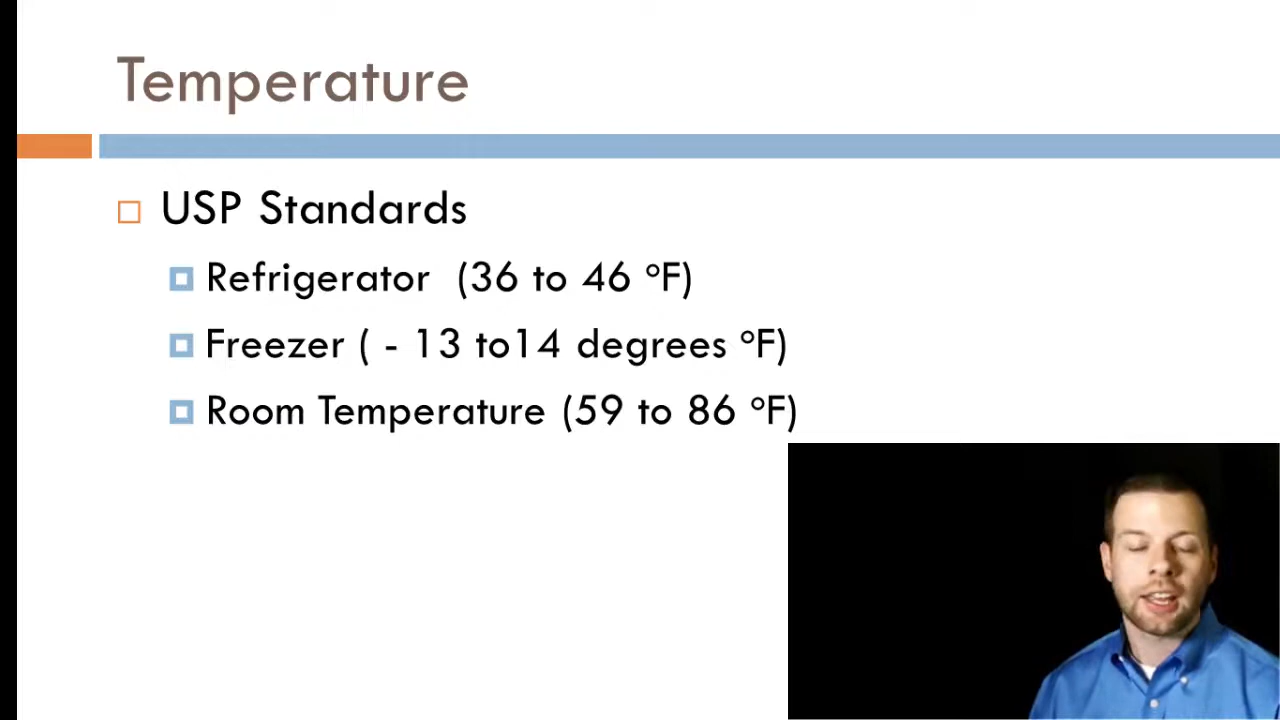 Temperature
USP Standards
Refrigerator (36 to 46 °F)
Freezer ( - 13 to14 degrees °F)
Room Temperature (59 to 86 °F)